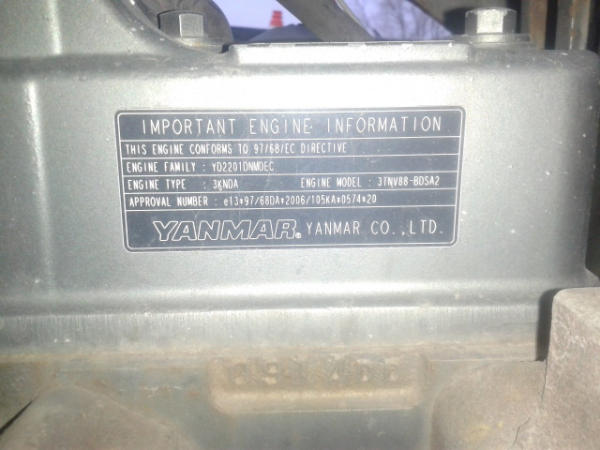 IMPORTANT ENGINE INFORMATION
THIS ENGINE CONFORMS TO 97/68/EC DIRECTIVE
ENGINE FAMILY : YD2201DNMDEC
ENGINE TYPE : 3KNDA ENGINE MODEL : 3TNV88-BDSA2
APPROVAL NUMBER : e13*97/68DA*2006/105KA*0574*20
YANMAR® YANMAR CO.,LTD.